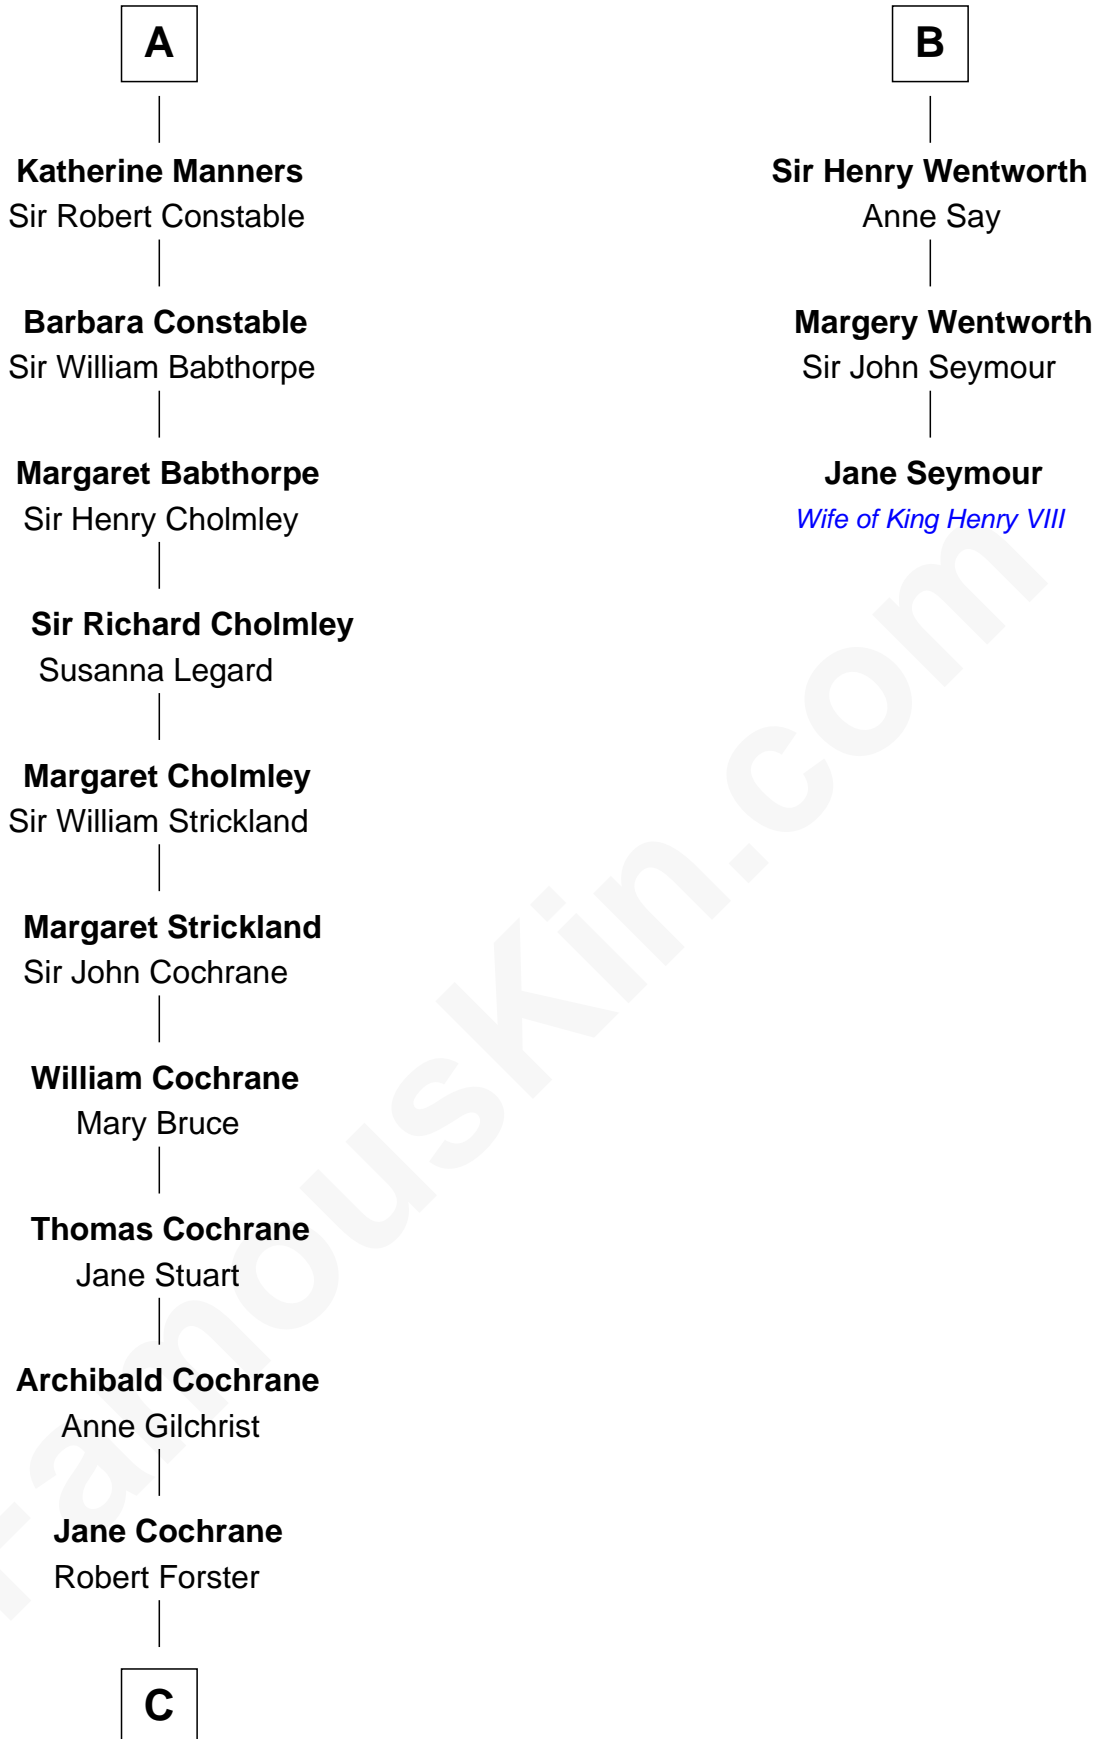 A
Katherine Manners
Sir Robert Constable
Barbara Constable
Sir William Babthorpe
Margaret Babthorpe
Sir Henry Cholmley
Sir Richard Cholmley
Susanna Legard
Margaret Cholmley
Sir William Strickland
Margaret Strickland
Sir John Cochrane
William Cochrane
Mary Bruce
Thomas Cochrane
Jane Stuart
Archibald Cochrane
Anne Gilchrist
Jane Cochrane
Robert Forster
C
B
Sir Henry Wentworth
Anne Say
Margery Wentworth
Sir John Seymour
Jane Seymour
Wife of King Henry VIII
FamousKin.com